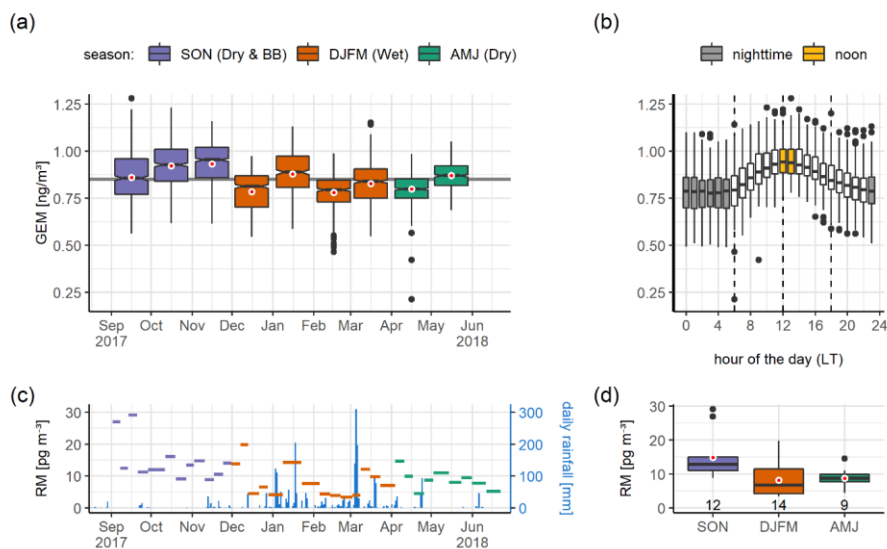 (a)
season: SON (Dry & BB) DJFM (Wet) AMJ (Dry)
GEM [ng/m³]
1.25
1.00
0.75
0.50
0.25
Sep Oct Nov Dec Jan Feb Mar Apr May Jun
2017 2018
(b)
nighttime noon
1.25
1.00
0.75
0.50
0.25
0 4 8 12 16 20 24
hour of the day (LT)
(c)
RM [pg m⁻³]
30
20
10
0
300
200
100
0
daily rainfall
[mm]
Sep Oct Nov Dec Jan Feb Mar Apr May Jun
2017 2018
(d)
RM [pg m⁻³]
30
20
10
0
12 14 9
SON DJFM AMJ